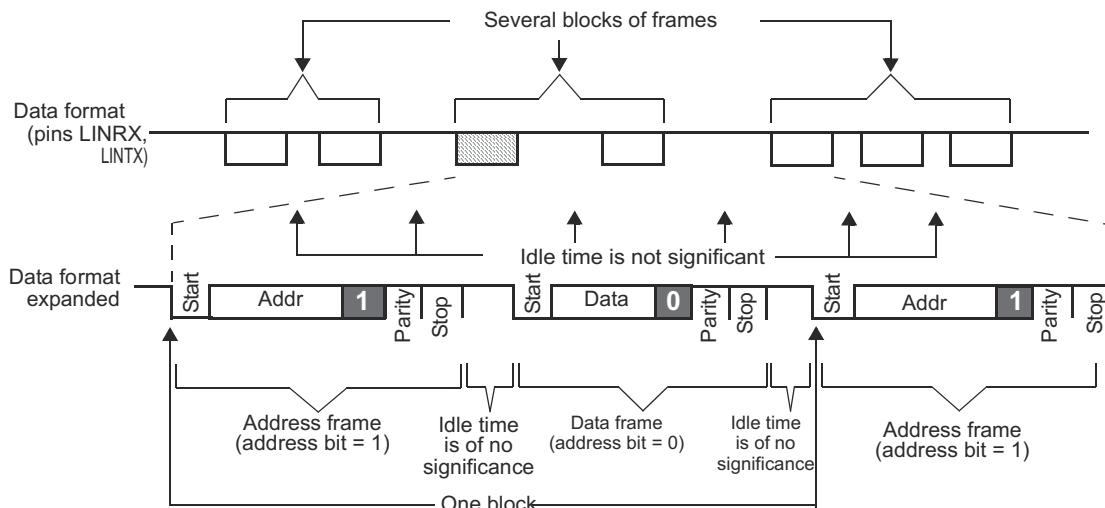 Several blocks of frames
Data format
(pins LINRX,
LINTX)
Idle time is not significant
Data format
expanded
Start
Addr
1
Parity
Stop
Start
Data
0
Parity
Stop
Start
Addr
1
Parity
Stop
Address frame
(address bit = 1)
Idle time
is of no
significance
Data frame
(address bit = 0)
Idle time
is of no
significance
Address frame
(address bit = 1)
One block